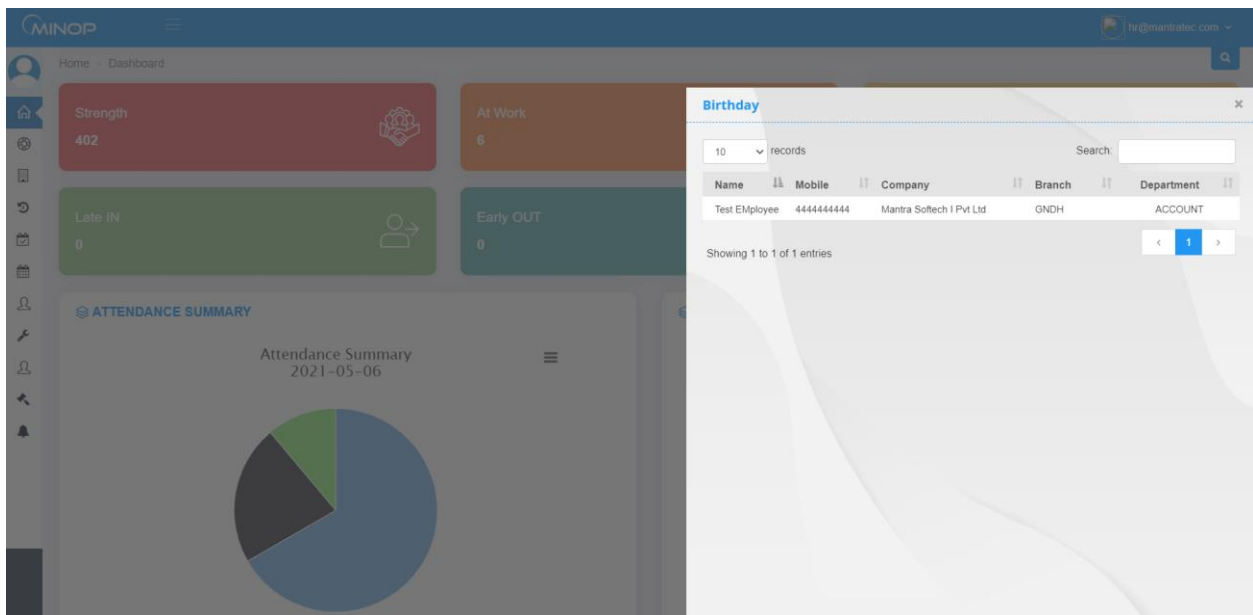 MINOP
hr@mantratec.com
Home - Dashboard
Strength
402
At Work
6
Late IN
0
Early OUT
0
ATTENDANCE SUMMARY
Attendance Summary
2021-05-06
Birthday
×
10 records
Search:
Name Mobile Company Branch Department
Test EMployee 4444444444 Mantra Softech I Pvt Ltd GNDH ACCOUNT
Showing 1 to 1 of 1 entries
< 1 >